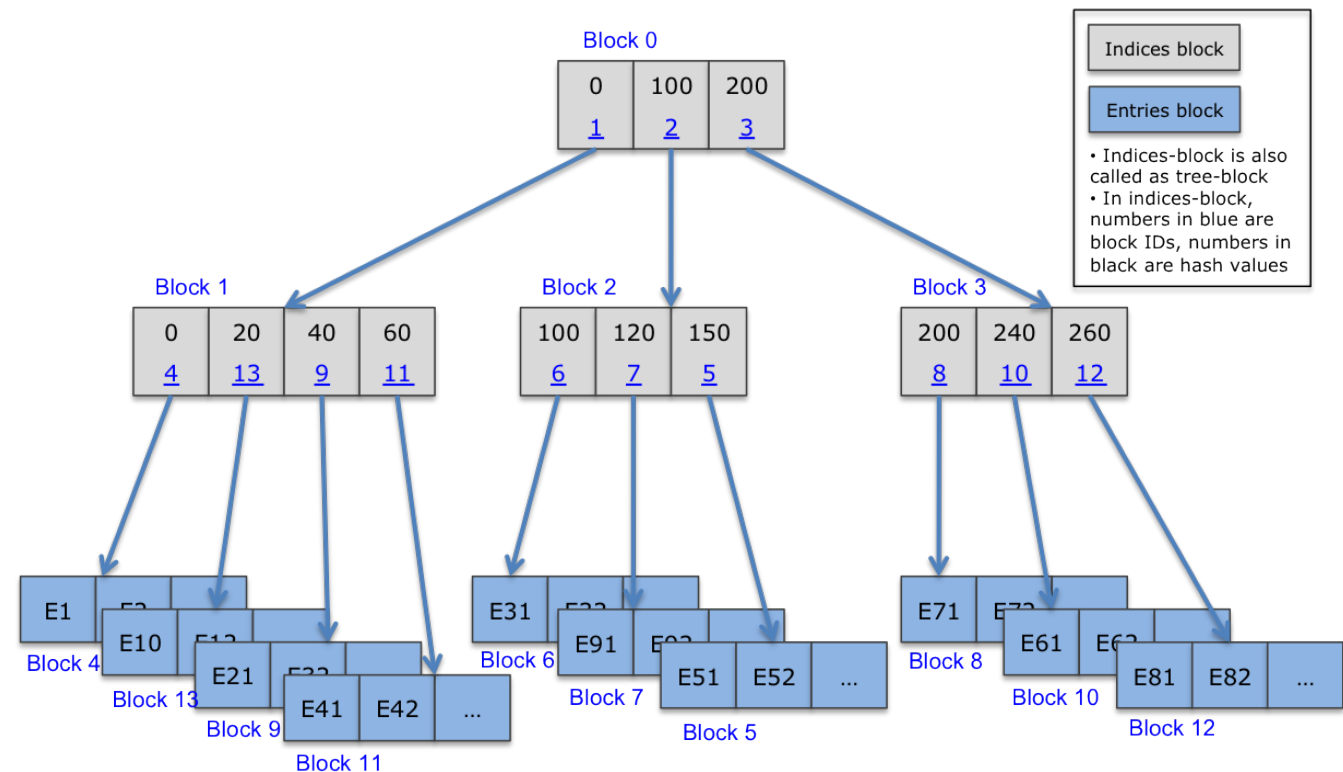 Block 0
0 100 200
1 2 3
Indices block
Entries block
• Indices-block is also
called as tree-block
• In indices-block,
numbers in blue are
block IDs, numbers in
black are hash values
Block 1
0 20 40 60
4 13 9 11
Block 2
100 120 150
6 7 5
Block 3
200 240 260
8 10 12
E1
Block 4
E10
Block 13
E21
Block 9
E41 E42 ...
Block 11
E31
Block 6
E91
Block 7
E51 E52 ...
Block 5
E71
Block 8
E61
Block 10
E81 E82 ...
Block 12